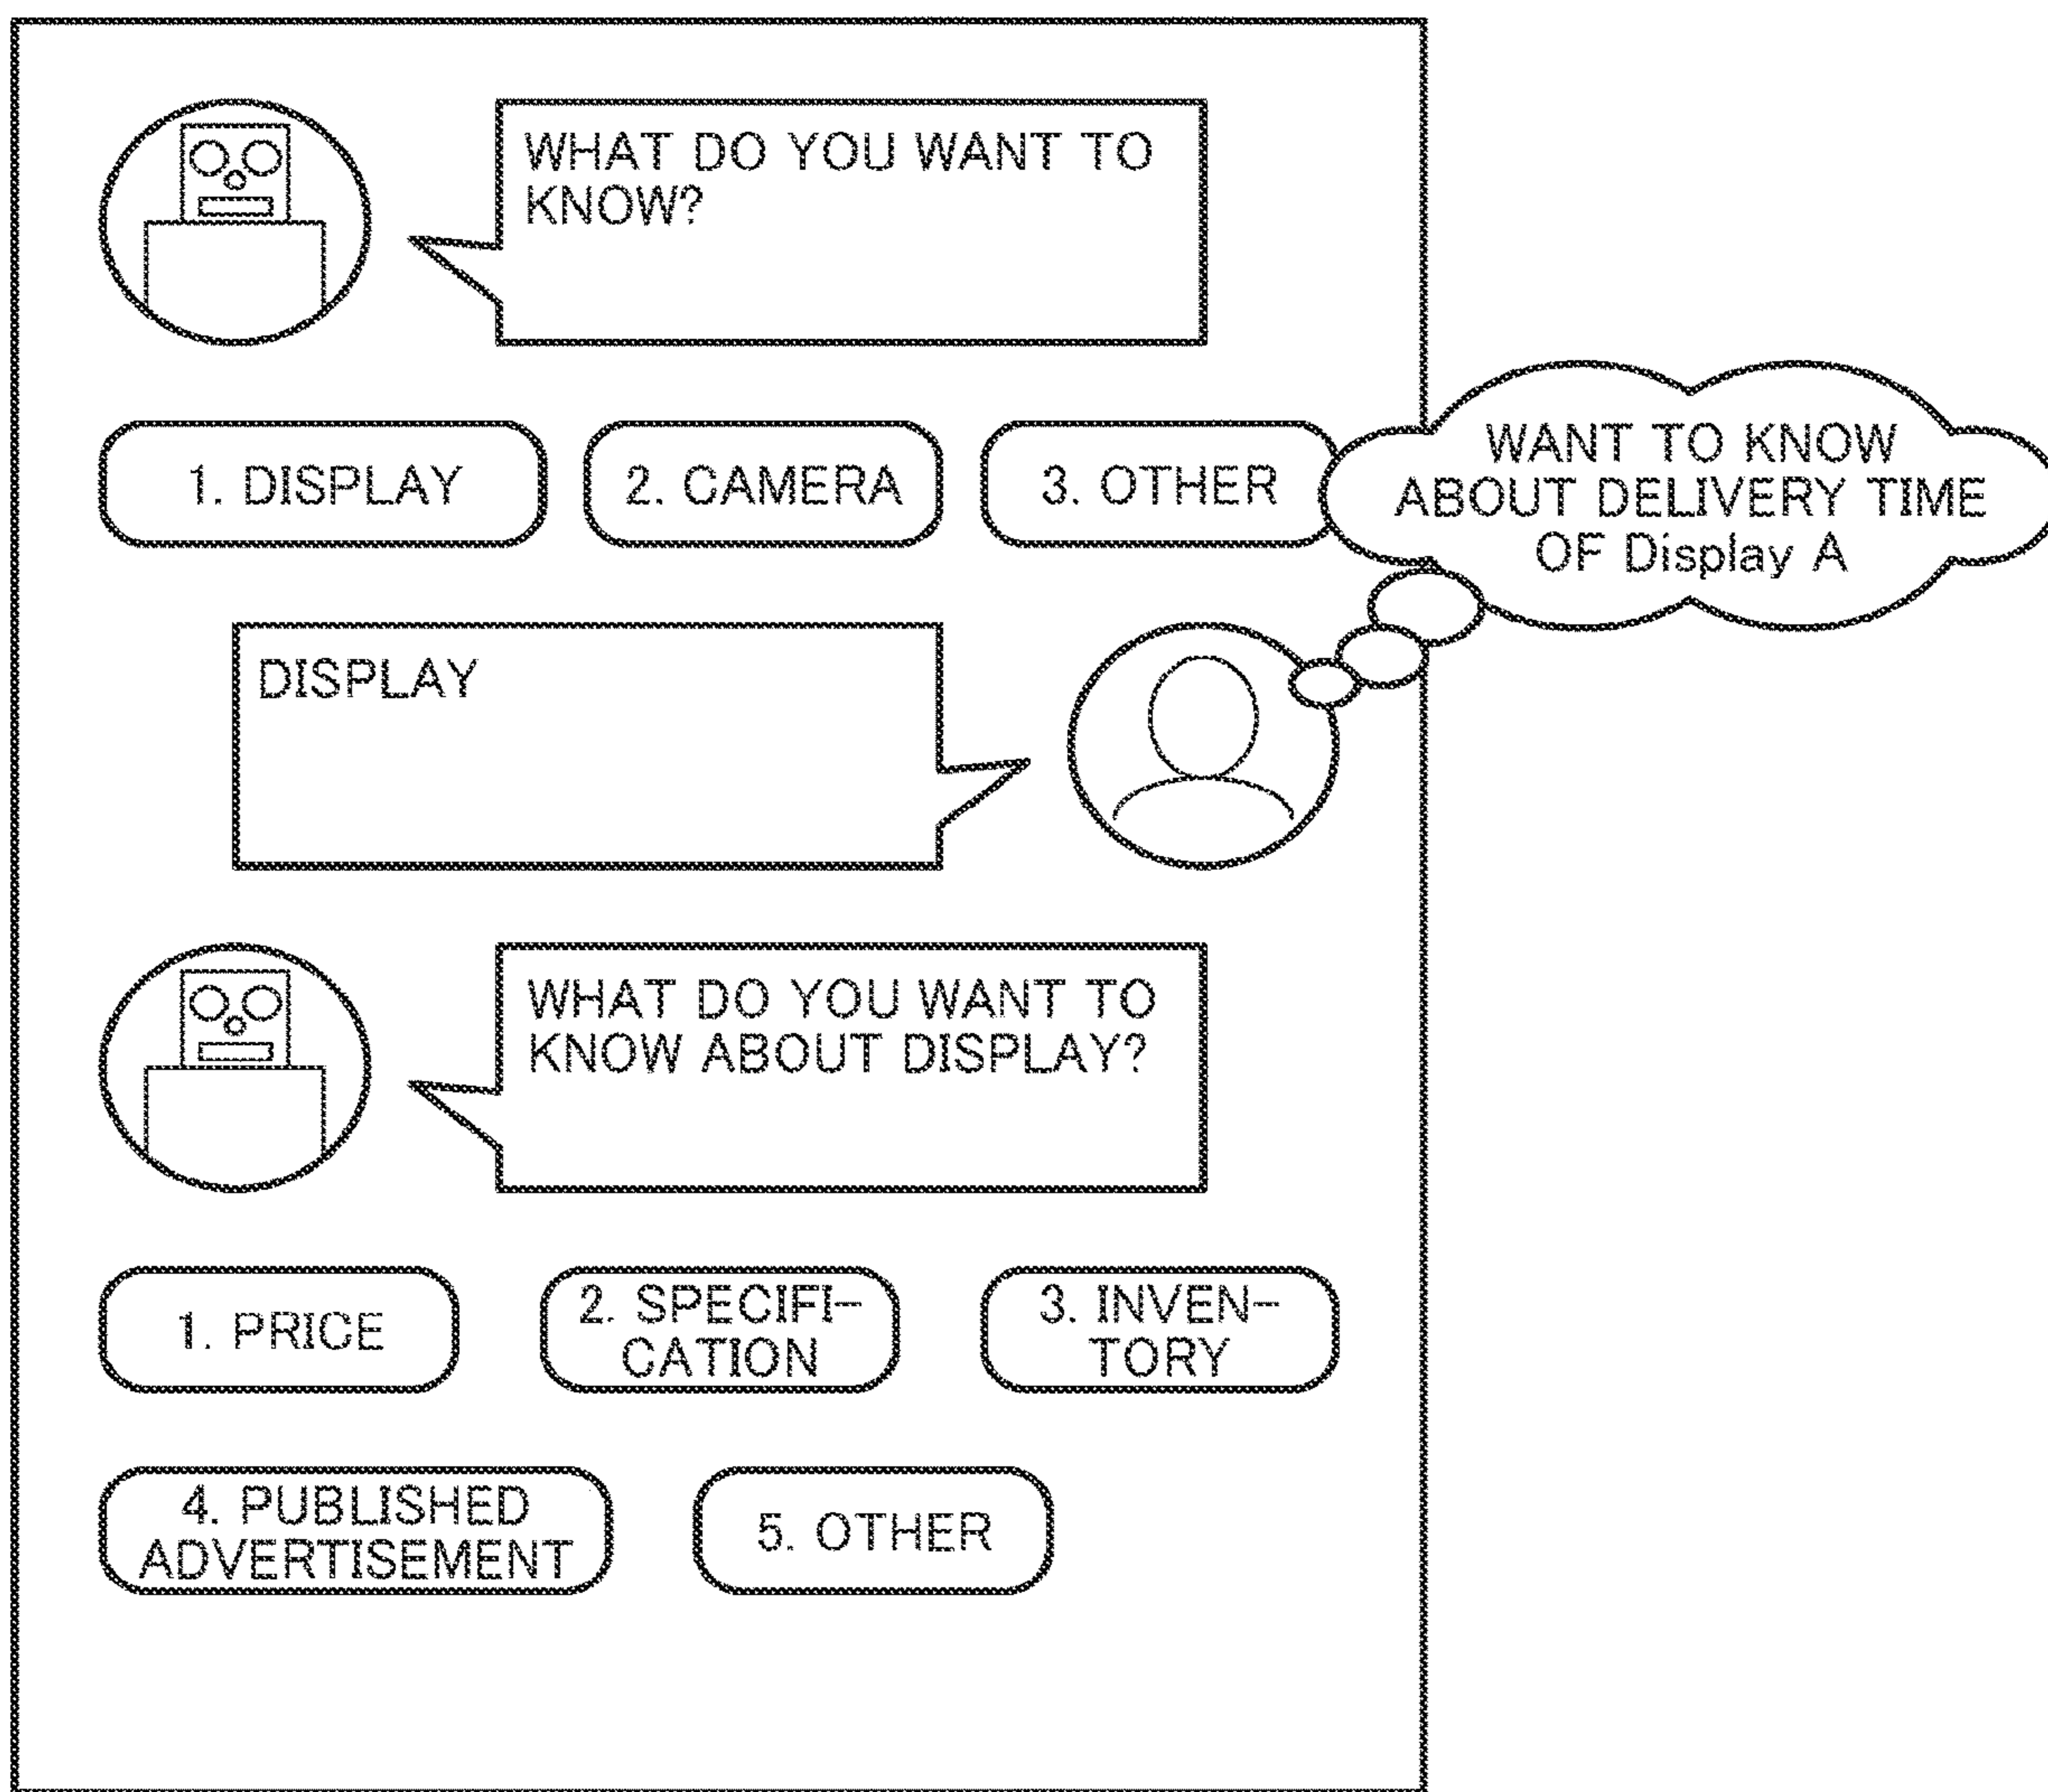 WHAT DO YOU WANT TO
KNOW?
1. DISPLAY
2. CAMERA
3. OTHER
WANT TO KNOW
ABOUT DELIVERY TIME
OF Display A
DISPLAY
WHAT DO YOU WANT TO
KNOW ABOUT DISPLAY?
1. PRICE
2. SPECIFI-
CATION
3. INVEN-
TORY
4. PUBLISHED
ADVERTISEMENT
5. OTHER